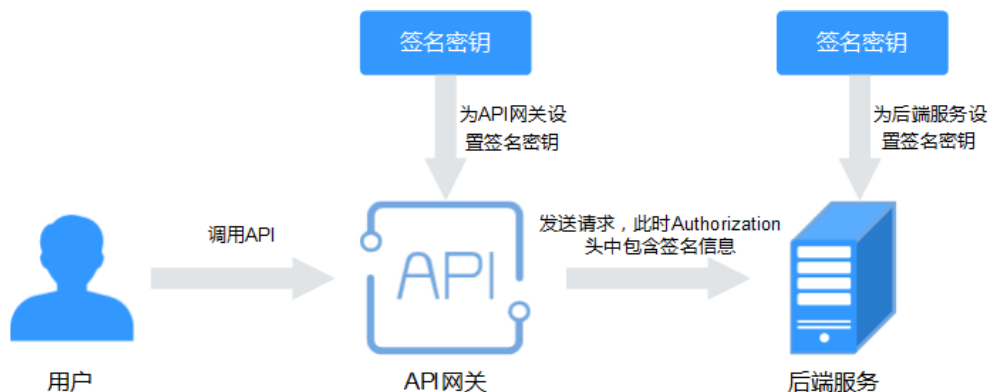 签名密钥
签名密钥
为API网关设
置签名密钥
为后端服务设
置签名密钥
调用API
发送请求，此时Authorization
头中包含签名信息
API
用户
API网关
后端服务